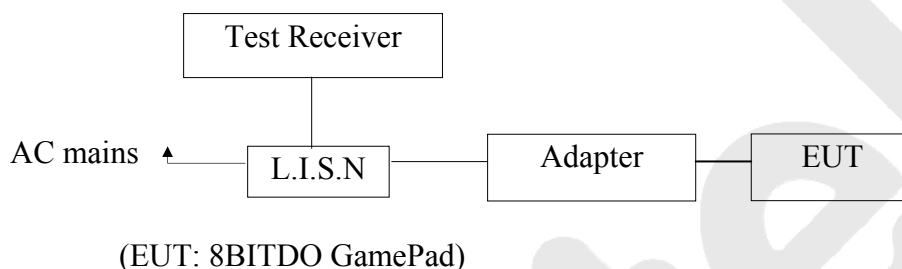 Test Receiver
AC mains
L.I.S.N
Adapter
EUT
(EUT: 8BITDO GamePad)